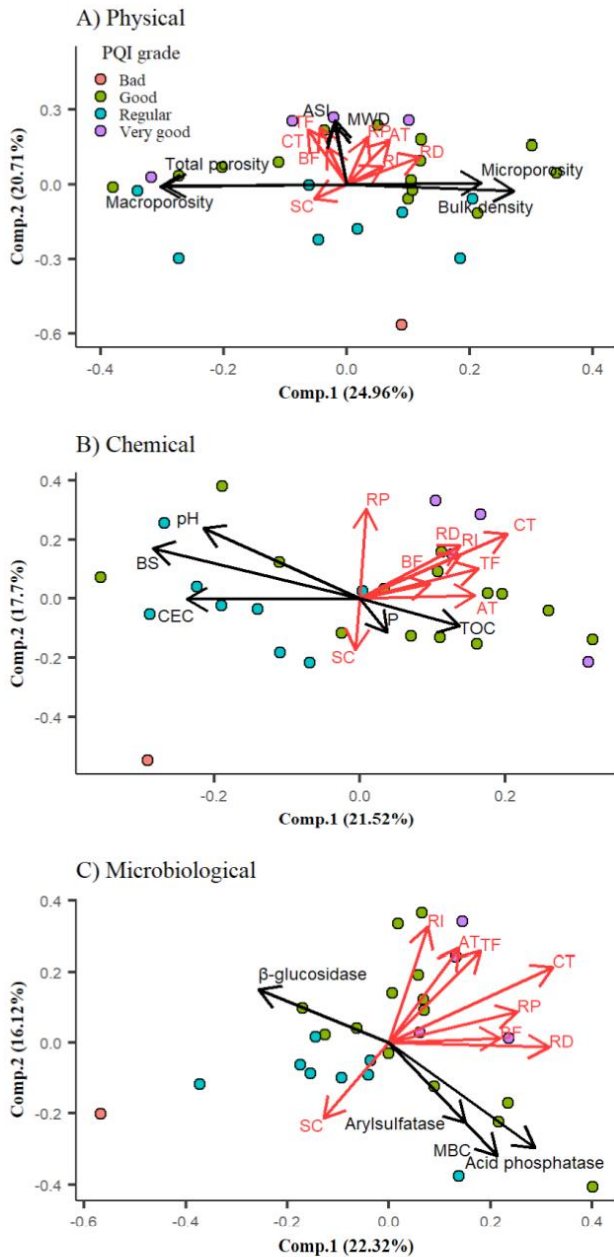 A) Physical
PQI grade
Bad
Good
Regular
Very good
0.3
0.0
-0.3
-0.6
Comp.2 (20.71%)
ASI
MWD
TF
CT
BF
RP
AT
RI
RD
SC
Total porosity
Macroporosity
Microporosity
Bulk density
-0.4
-0.2
0.0
0.2
0.4
Comp.1 (24.96%)
B) Chemical
0.4
0.2
0.0
-0.2
-0.4
Comp.2 (17.7%)
pH
BS
CEC
RP
RD
RI
CT
BF
TF
AT
P
TOC
SC
-0.2
0.0
0.2
Comp.1 (21.52%)
C) Microbiological
0.4
0.2
0.0
-0.2
-0.4
Comp.2 (16.12%)
RI
AT
TF
CT
β-glucosidase
RP
BF
RD
SC
Arylsulfatase
MBC
Acid phosphatase
-0.6
-0.4
-0.2
0.0
0.2
0.4
Comp.1 (22.32%)